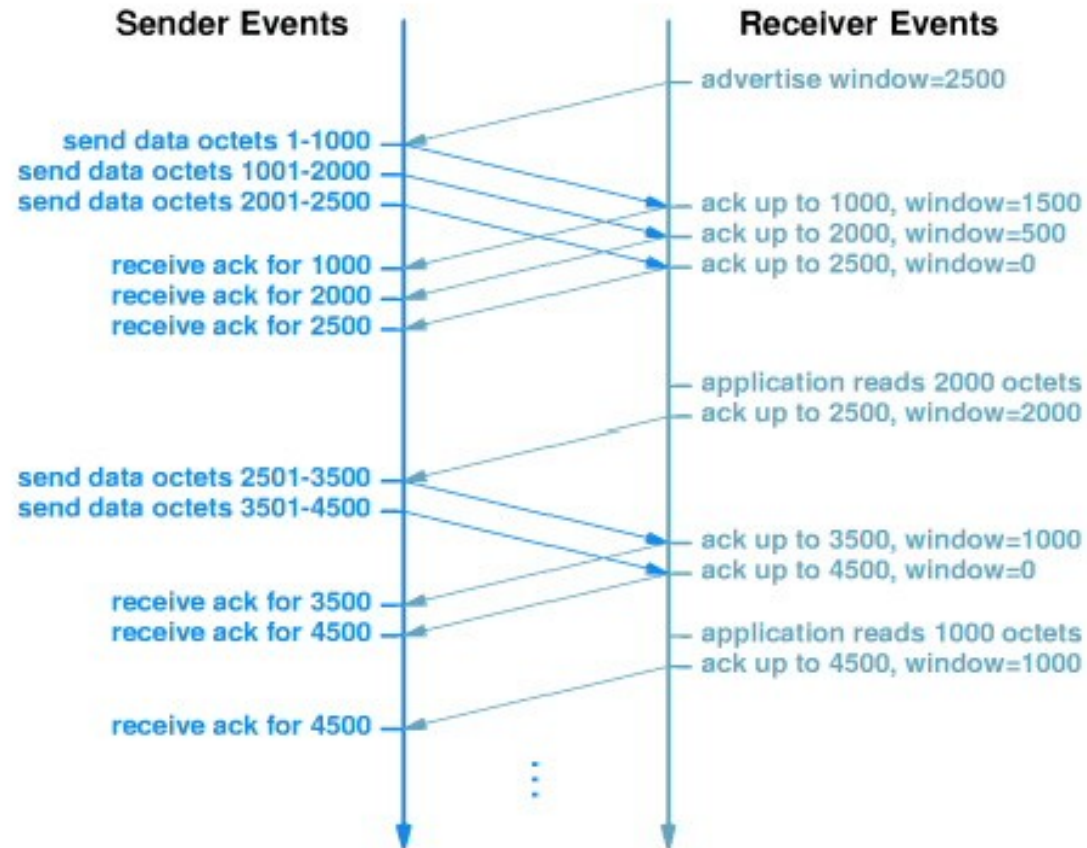 Sender Events
Receiver Events
advertise window=2500
send data octets 1-1000
send data octets 1001-2000
send data octets 2001-2500
ack up to 1000, window=1500
ack up to 2000, window=500
ack up to 2500, window=0
receive ack for 1000
receive ack for 2000
receive ack for 2500
application reads 2000 octets
ack up to 2500, window=2000
send data octets 2501-3500
send data octets 3501-4500
ack up to 3500, window=1000
ack up to 4500, window=0
receive ack for 3500
receive ack for 4500
application reads 1000 octets
ack up to 4500, window=1000
receive ack for 4500